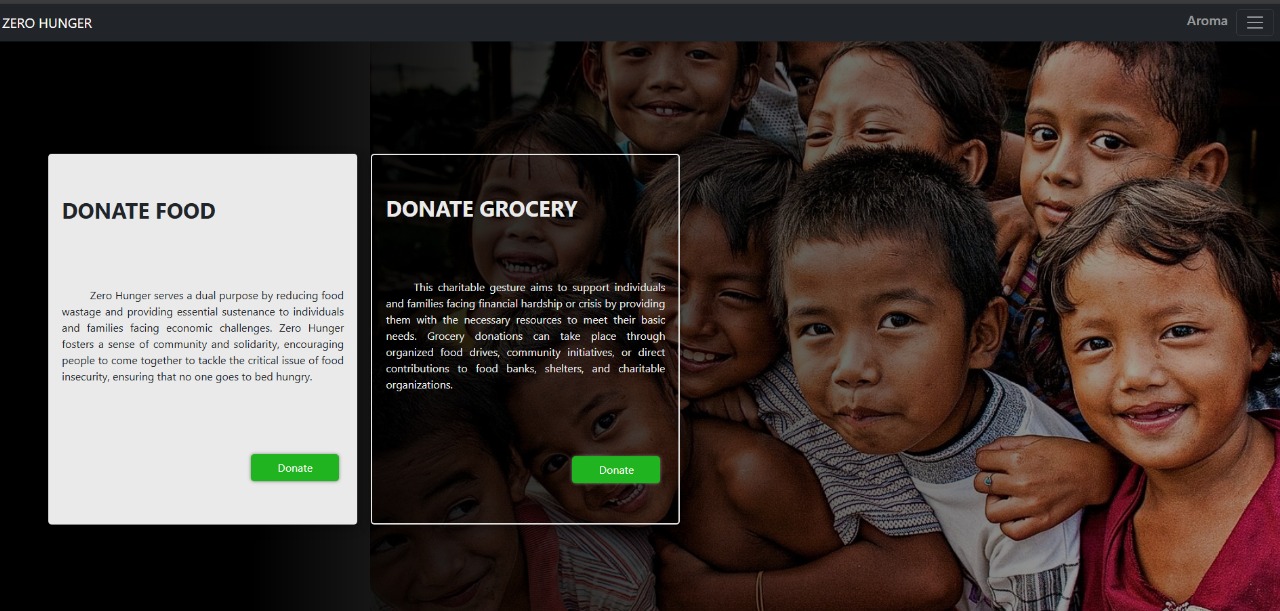 ZERO HUNGER
Aroma
DONATE FOOD
Zero Hunger serves a dual purpose by reducing food
wastage and providing essential sustenance to individuals
and families facing economic challenges. Zero Hunger
fosters a sense of community and solidarity, encouraging
people to come together to tackle the critical issue of food
insecurity, ensuring that no one goes to bed hungry.
Donate
DONATE GROCERY
This charitable gesture aims to support individuals
and families facing financial hardship or crisis by providing
them with the necessary resources to meet their basic
needs. Grocery donations can take place through
organized food drives, community initiatives, or direct
contributions to food banks, shelters, and charitable
organizations.
Donate